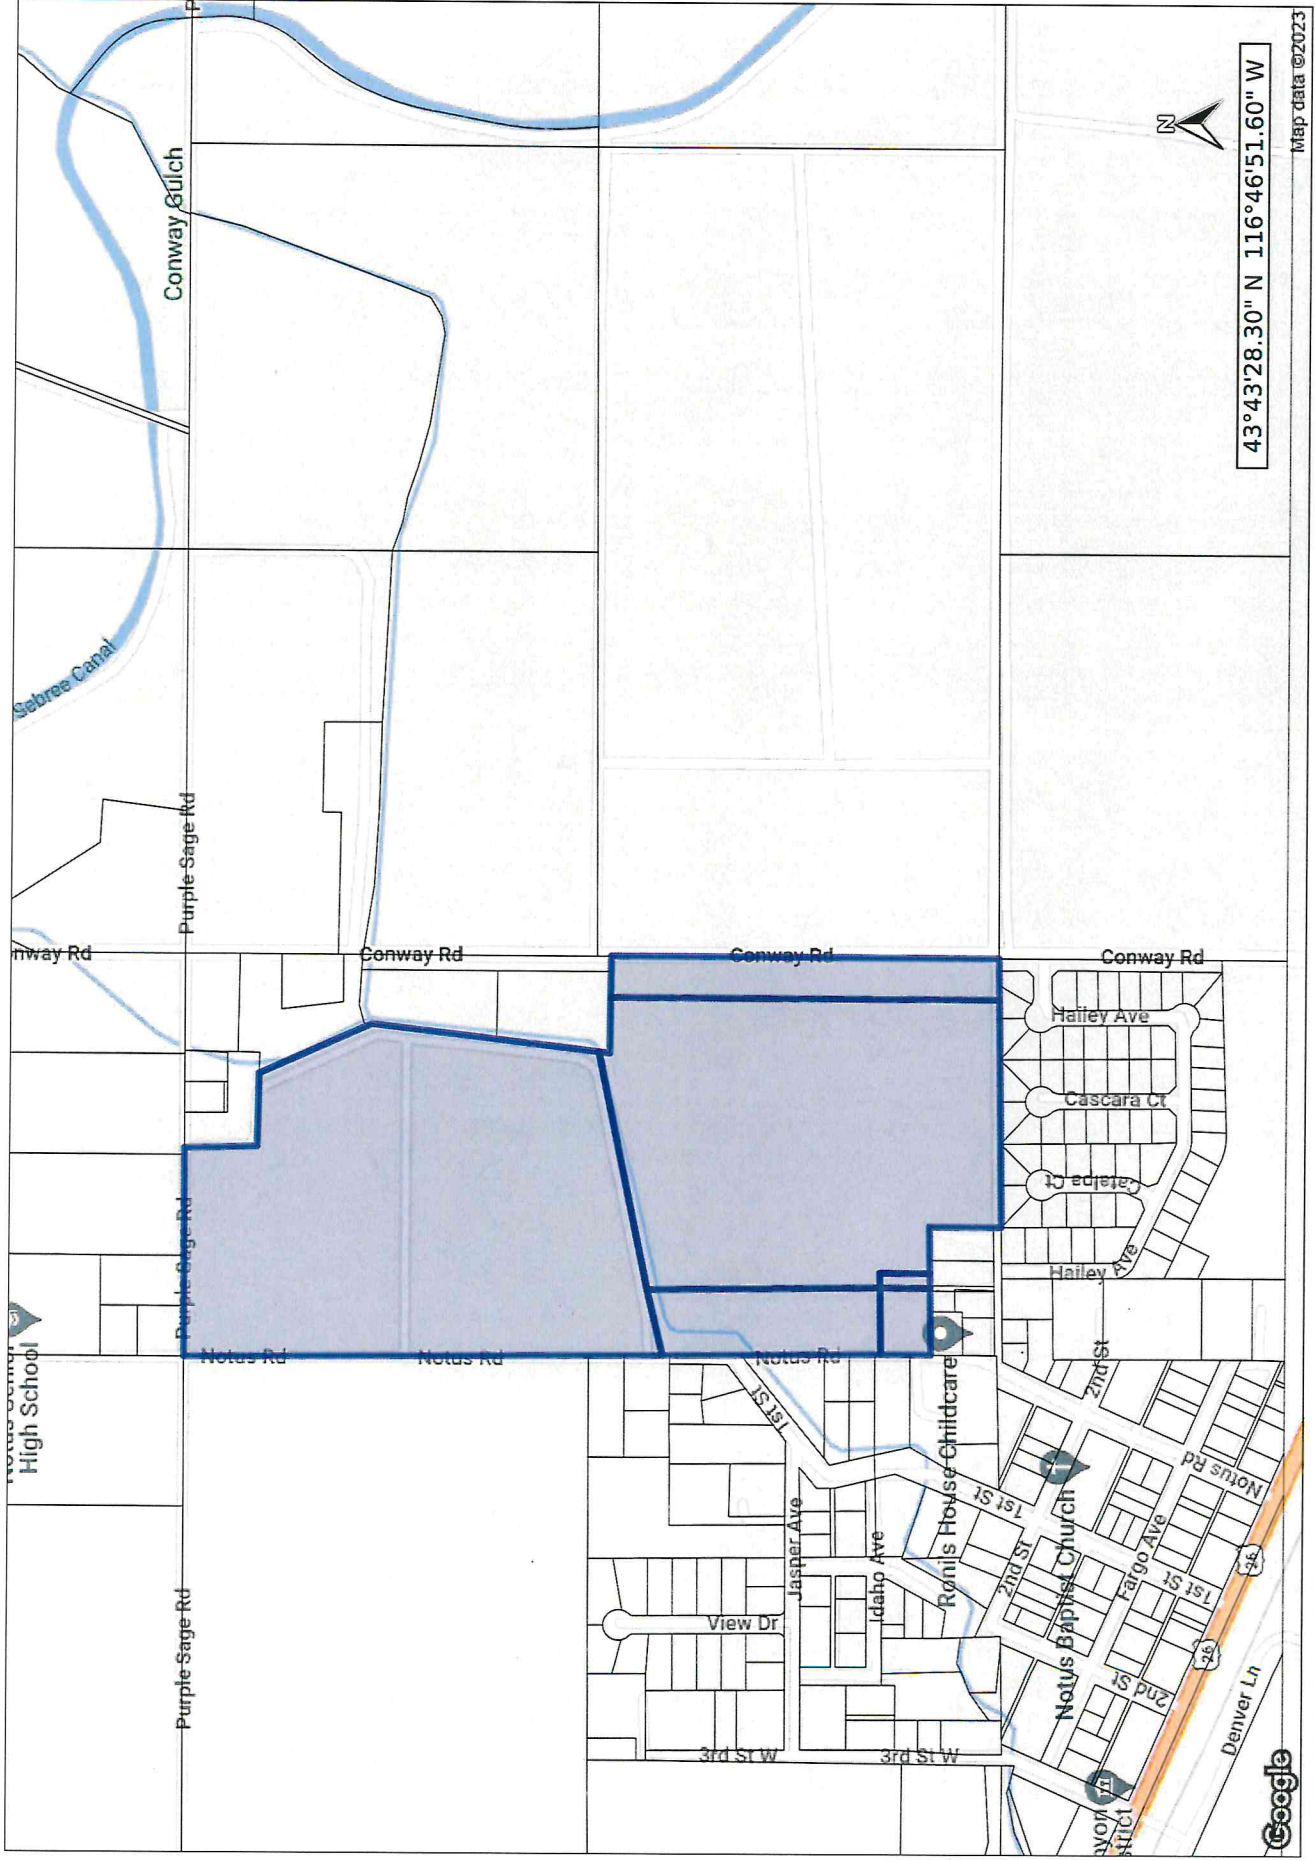 Conway Gulch
Sebree Canal
Purple Sage Rd
nway Rd
Conway Rd
Conway Rd
Conway Rd
Purple Sage Rd
High School
Notus Rd
Notus Rd
Notus Rd
Purple Sage Rd
Hailey Ave
Cascara Ct
Catalpa Ct
Hailey Ave
1st St
2nd St
Notus Rd
Roni's House Childcare
Jasper Ave
Idaho Ave
1st St
2nd St
Notus Baptist Church
Fargo Ave
1st St
26
View Dr
2nd St
26
3rd St W
3rd St W
Denver Ln
yon
strict
Google
N
43°43'28.30" N 116°46'51.60" W
Map data ©2023